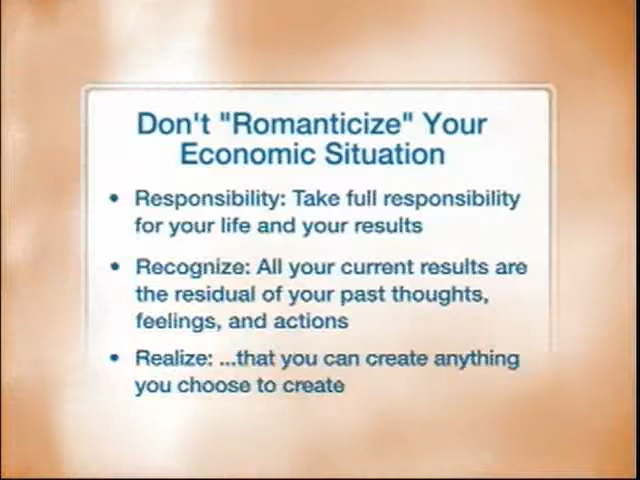 Don't "Romanticize" Your
Economic Situation
• Responsibility: Take full responsibility
for your life and your results
• Recognize: All your current results are
the residual of your past thoughts,
feelings, and actions
• Realize: ...that you can create anything
you choose to create